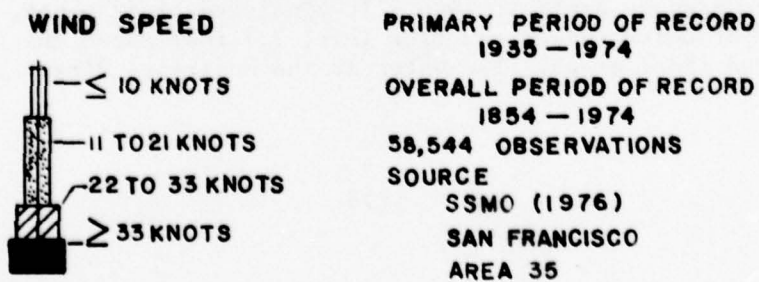 WIND SPEED
≤ 10 KNOTS
11 TO 21 KNOTS
22 TO 33 KNOTS
≥ 33 KNOTS
PRIMARY PERIOD OF RECORD
1935 — 1974
OVERALL PERIOD OF RECORD
1854 — 1974
58,544 OBSERVATIONS
SOURCE
SSMO (1976)
SAN FRANCISCO
AREA 35